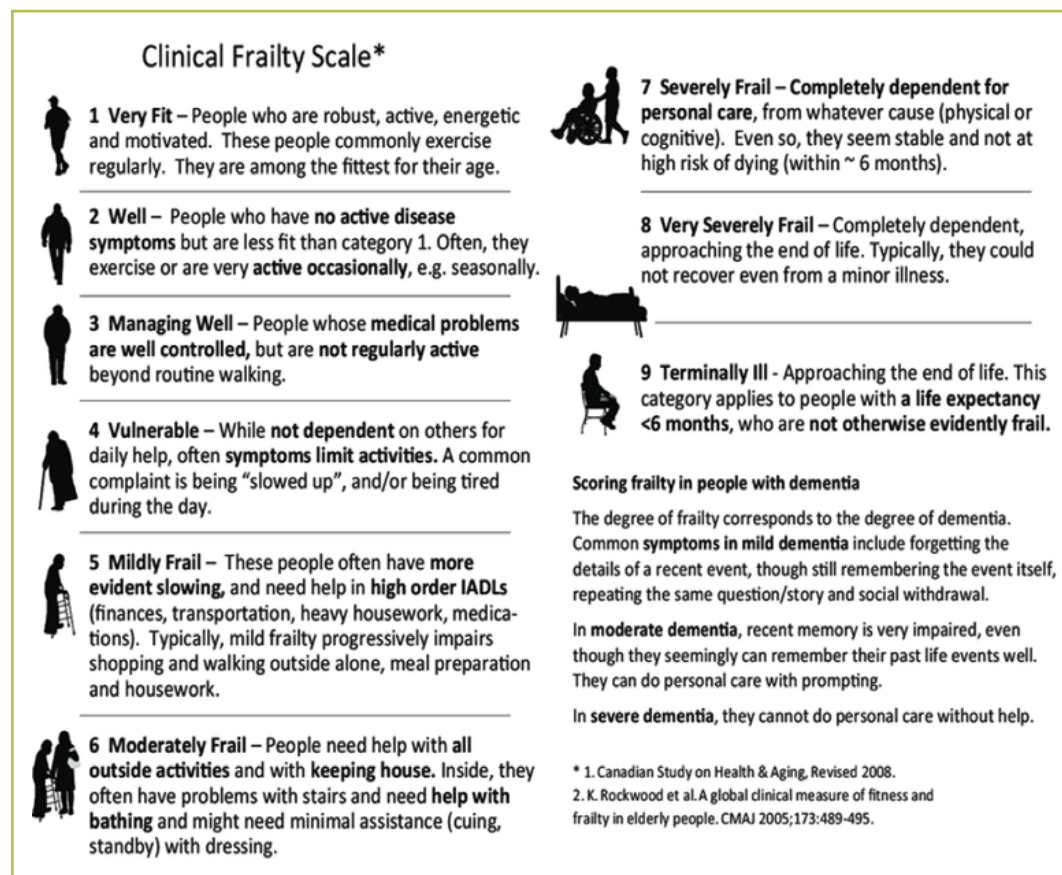 Clinical Frailty Scale*
1 Very Fit – People who are robust, active, energetic
and motivated. These people commonly exercise
regularly. They are among the fittest for their age.
2 Well – People who have no active disease
symptoms but are less fit than category 1. Often, they
exercise or are very active occasionally, e.g. seasonally.
3 Managing Well – People whose medical problems
are well controlled, but are not regularly active
beyond routine walking.
4 Vulnerable – While not dependent on others for
daily help, often symptoms limit activities. A common
complaint is being “slowed up”, and/or being tired
during the day.
5 Mildly Frail – These people often have more
evident slowing, and need help in high order IADLs
(finances, transportation, heavy housework, medica-
tions). Typically, mild frailty progressively impairs
shopping and walking outside alone, meal preparation
and housework.
6 Moderately Frail – People need help with all
outside activities and with keeping house. Inside, they
often have problems with stairs and need help with
bathing and might need minimal assistance (cuing,
standby) with dressing.
7 Severely Frail – Completely dependent for
personal care, from whatever cause (physical or
cognitive). Even so, they seem stable and not at
high risk of dying (within ~ 6 months).
8 Very Severely Frail – Completely dependent,
approaching the end of life. Typically, they could
not recover even from a minor illness.
9 Terminally Ill - Approaching the end of life. This
category applies to people with a life expectancy
<6 months, who are not otherwise evidently frail.
Scoring frailty in people with dementia
The degree of frailty corresponds to the degree of dementia.
Common symptoms in mild dementia include forgetting the
details of a recent event, though still remembering the event itself,
repeating the same question/story and social withdrawal.
In moderate dementia, recent memory is very impaired, even
though they seemingly can remember their past life events well.
They can do personal care with prompting.
In severe dementia, they cannot do personal care without help.
* 1. Canadian Study on Health & Aging, Revised 2008.
2. K. Rockwood et al. A global clinical measure of fitness and
frailty in elderly people. CMAJ 2005;173:489-495.